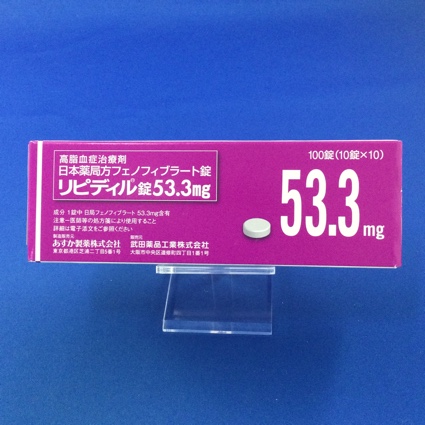 高脂血症治療剤
日本薬局方フェノフィブラート錠
リピディル錠53.3mg
成分 1錠中 日局フェノフィブラート 53.3mg含有
注意－医師等の処方箋により使用すること
詳細は電子添文をご参照ください
製造販売元
あすか製薬株式会社
東京都港区芝浦二丁目5番1号
販売元
武田薬品工業株式会社
大阪市中央区道修町四丁目1番1号
100錠(10錠×10)
53.3mg